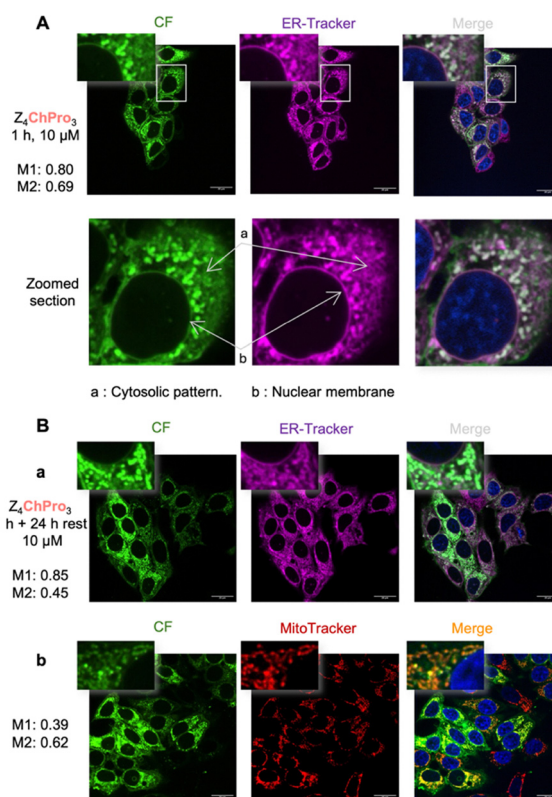 A
CF
ER-Tracker
Merge
Z₄ChPro₃
1 h, 10 μM
M1: 0.80
M2: 0.69
Zoomed
section
a
b
a : Cytosolic pattern.
b : Nuclear membrane
B
CF
ER-Tracker
Merge
a
Z₄ChPro₃
h + 24 h rest
10 μM
M1: 0.85
M2: 0.45
CF
MitoTracker
Merge
b
M1: 0.39
M2: 0.62